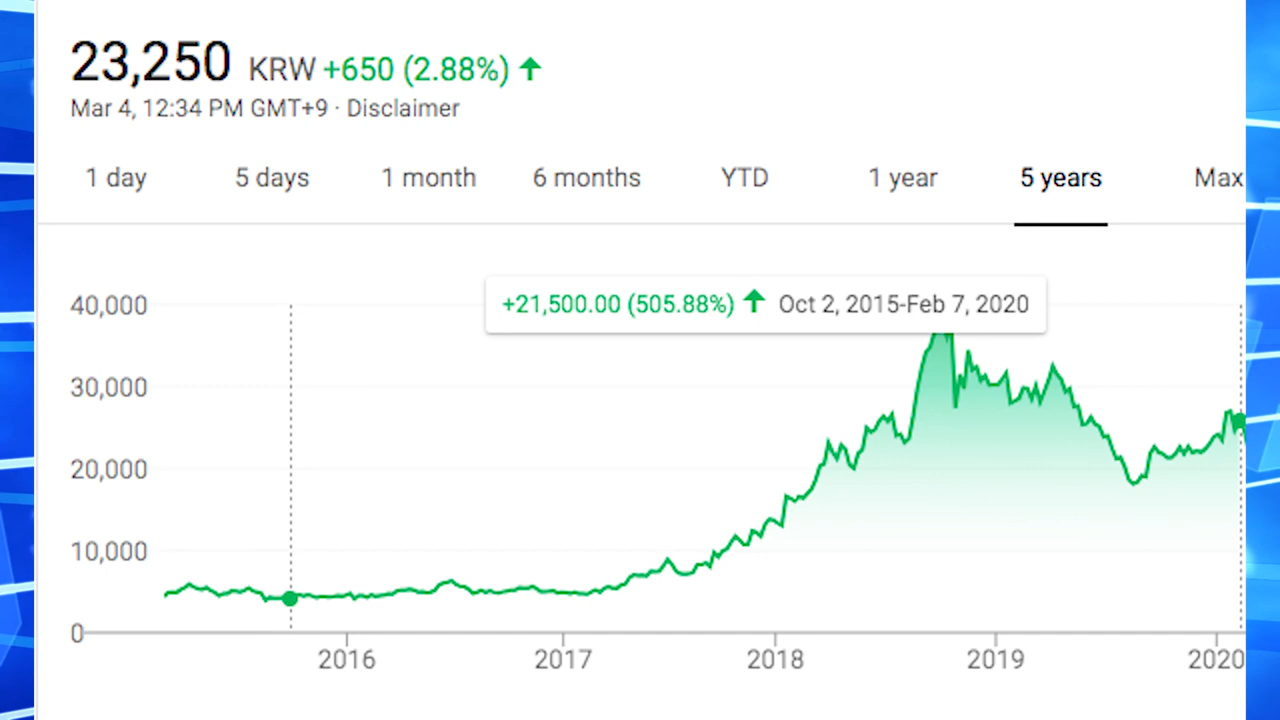 23,250 KRW +650 (2.88%) ↑
Mar 4, 12:34 PM GMT+9 · Disclaimer
1 day 5 days 1 month 6 months YTD 1 year 5 years Max
+21,500.00 (505.88%) ↑ Oct 2, 2015-Feb 7, 2020
40,000
30,000
20,000
10,000
0
2016 2017 2018 2019 2020